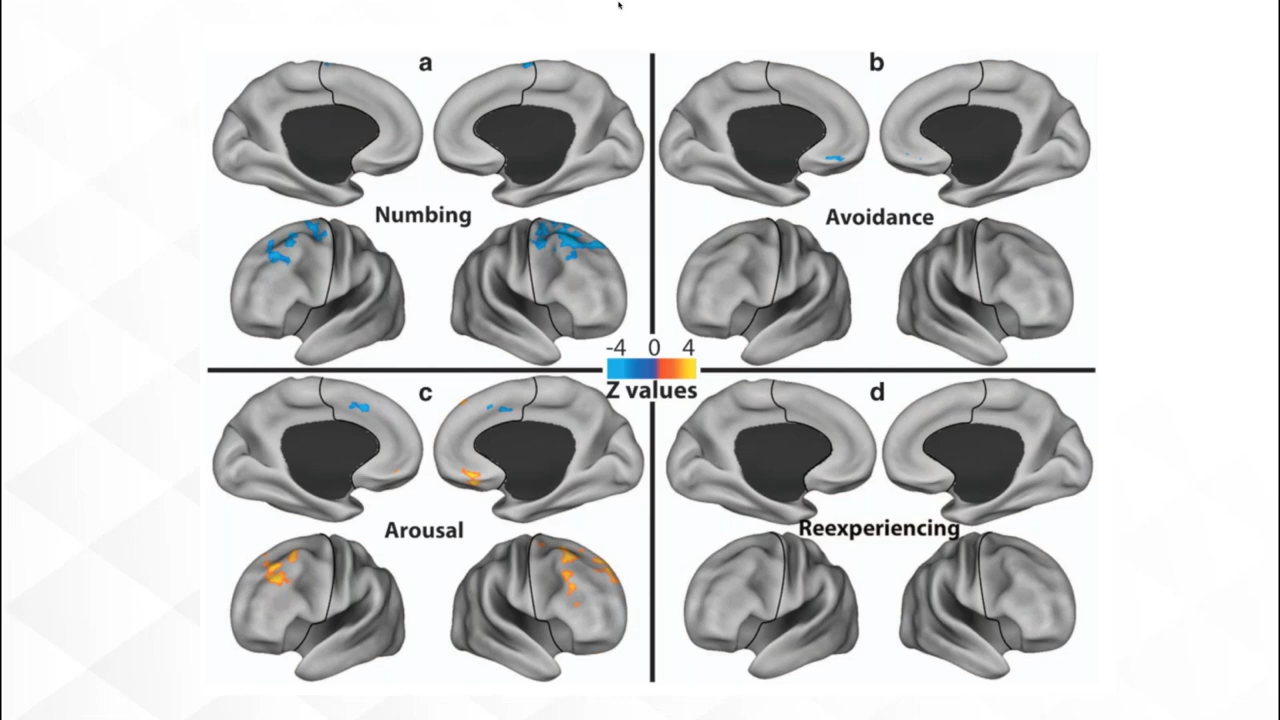 a
b
Numbing
Avoidance
-4 0 4
Z values
c
d
Arousal
Reexperiencing